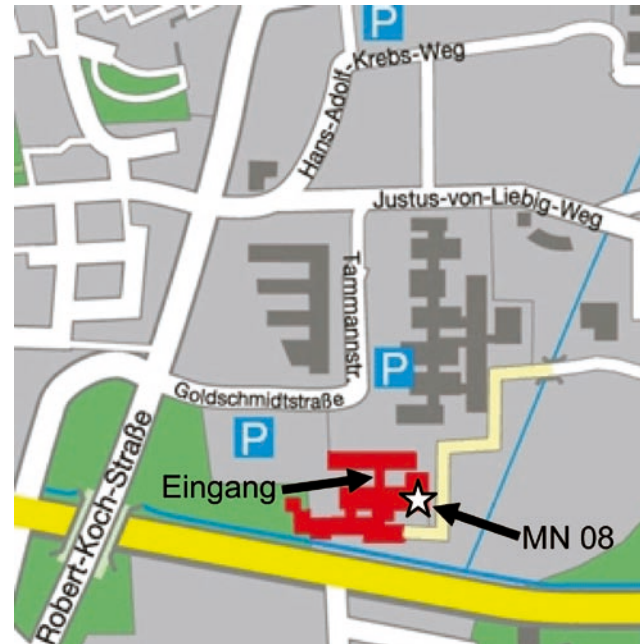 P
Hans-Adolf-Krebs-Weg
Justus-von-Liebig-Weg
Tammannstr.
P
Goldschmidtstraße
P
Robert-Koch-Straße
Eingang
MN 08